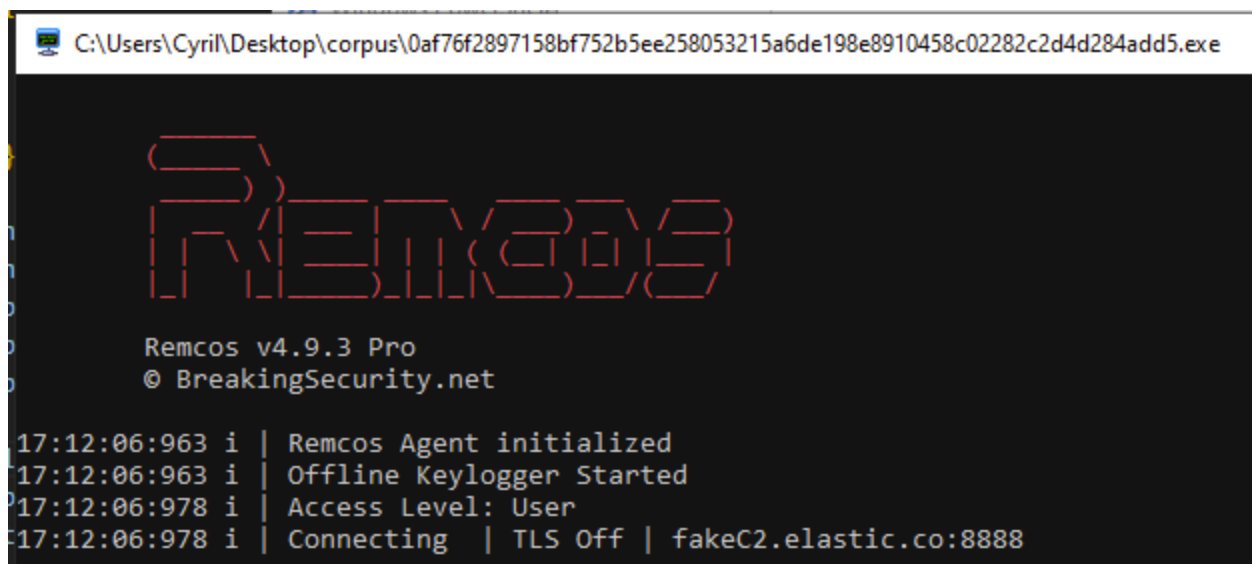 C:\Users\Cyril\Desktop\corpus\0af76f2897158bf752b5ee258053215a6de198e8910458c02282c2d4d284add5.exe
Remcos
Remcos v4.9.3 Pro
© BreakingSecurity.net
17:12:06:963 i | Remcos Agent initialized
17:12:06:963 i | Offline Keylogger Started
17:12:06:978 i | Access Level: User
17:12:06:978 i | Connecting  | TLS Off | fakeC2.elastic.co:8888